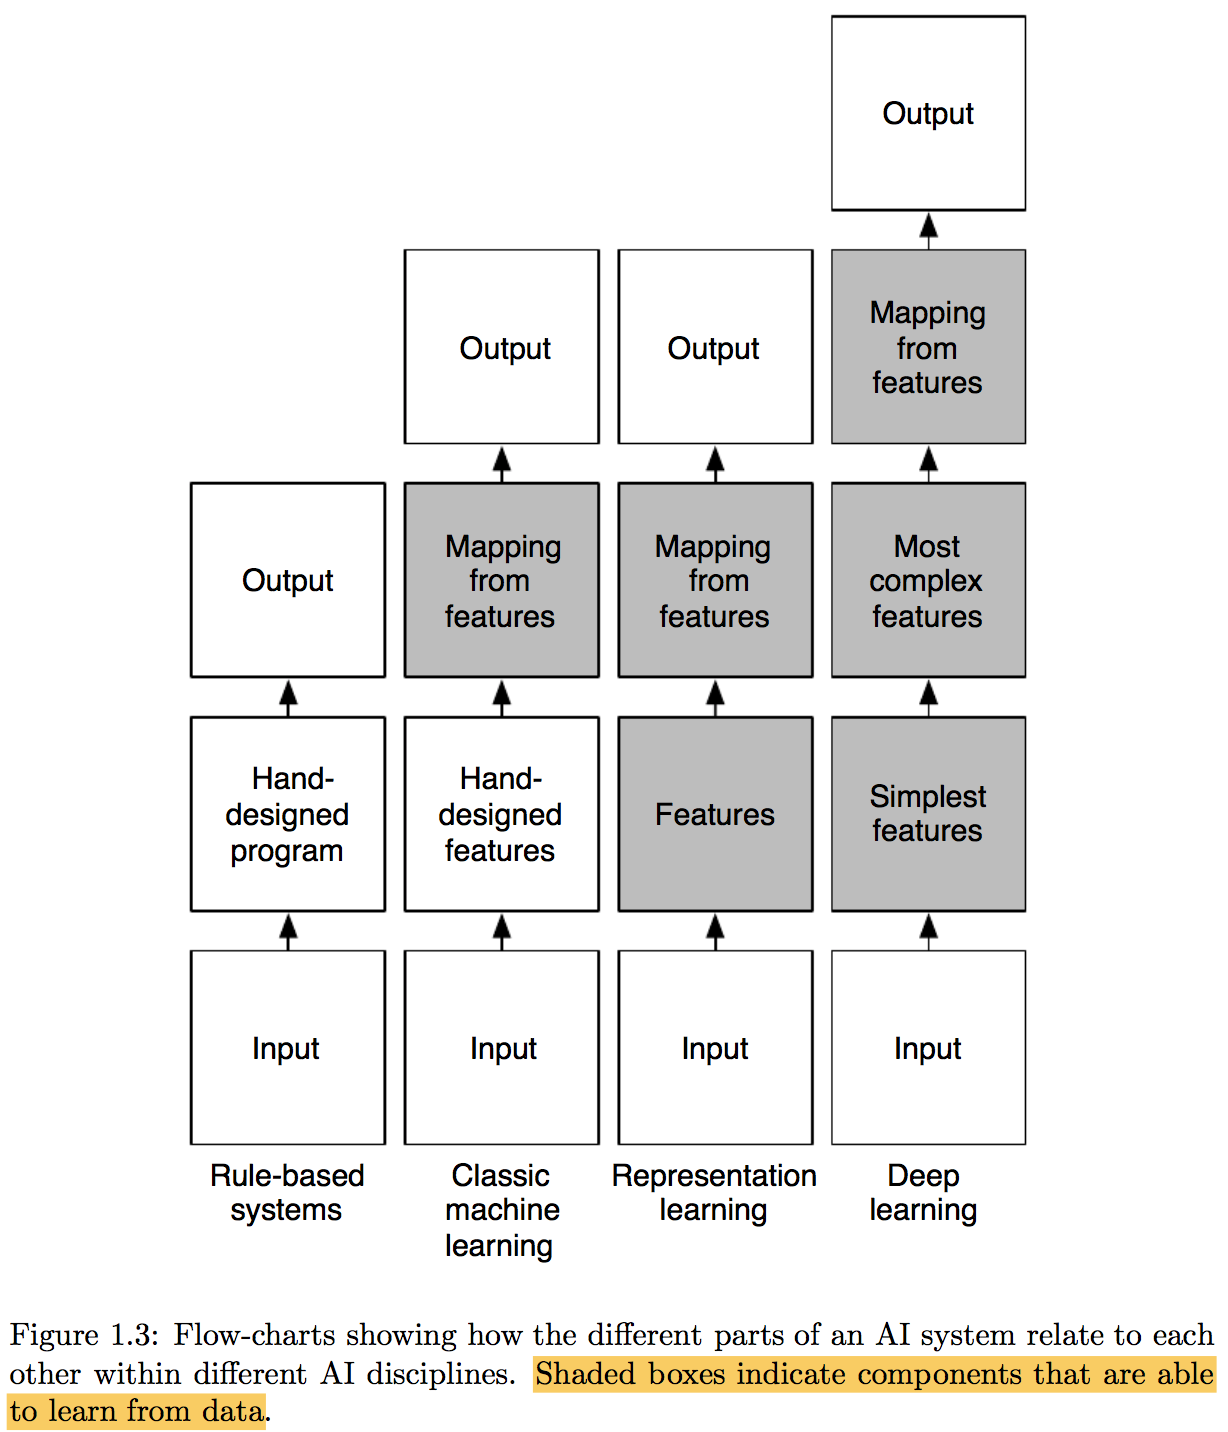 Output
Mapping
from
features
Output
Output
Output
Mapping
from
features
Mapping
from
features
Most
complex
features
Hand-
designed
program
Hand-
designed
features
Features
Simplest
features
Input
Input
Input
Input
Rule-based
systems
Classic
machine
learning
Representation
learning
Deep
learning
Figure 1.3: Flow-charts showing how the different parts of an AI system relate to each
other within different AI disciplines. Shaded boxes indicate components that are able
to learn from data.